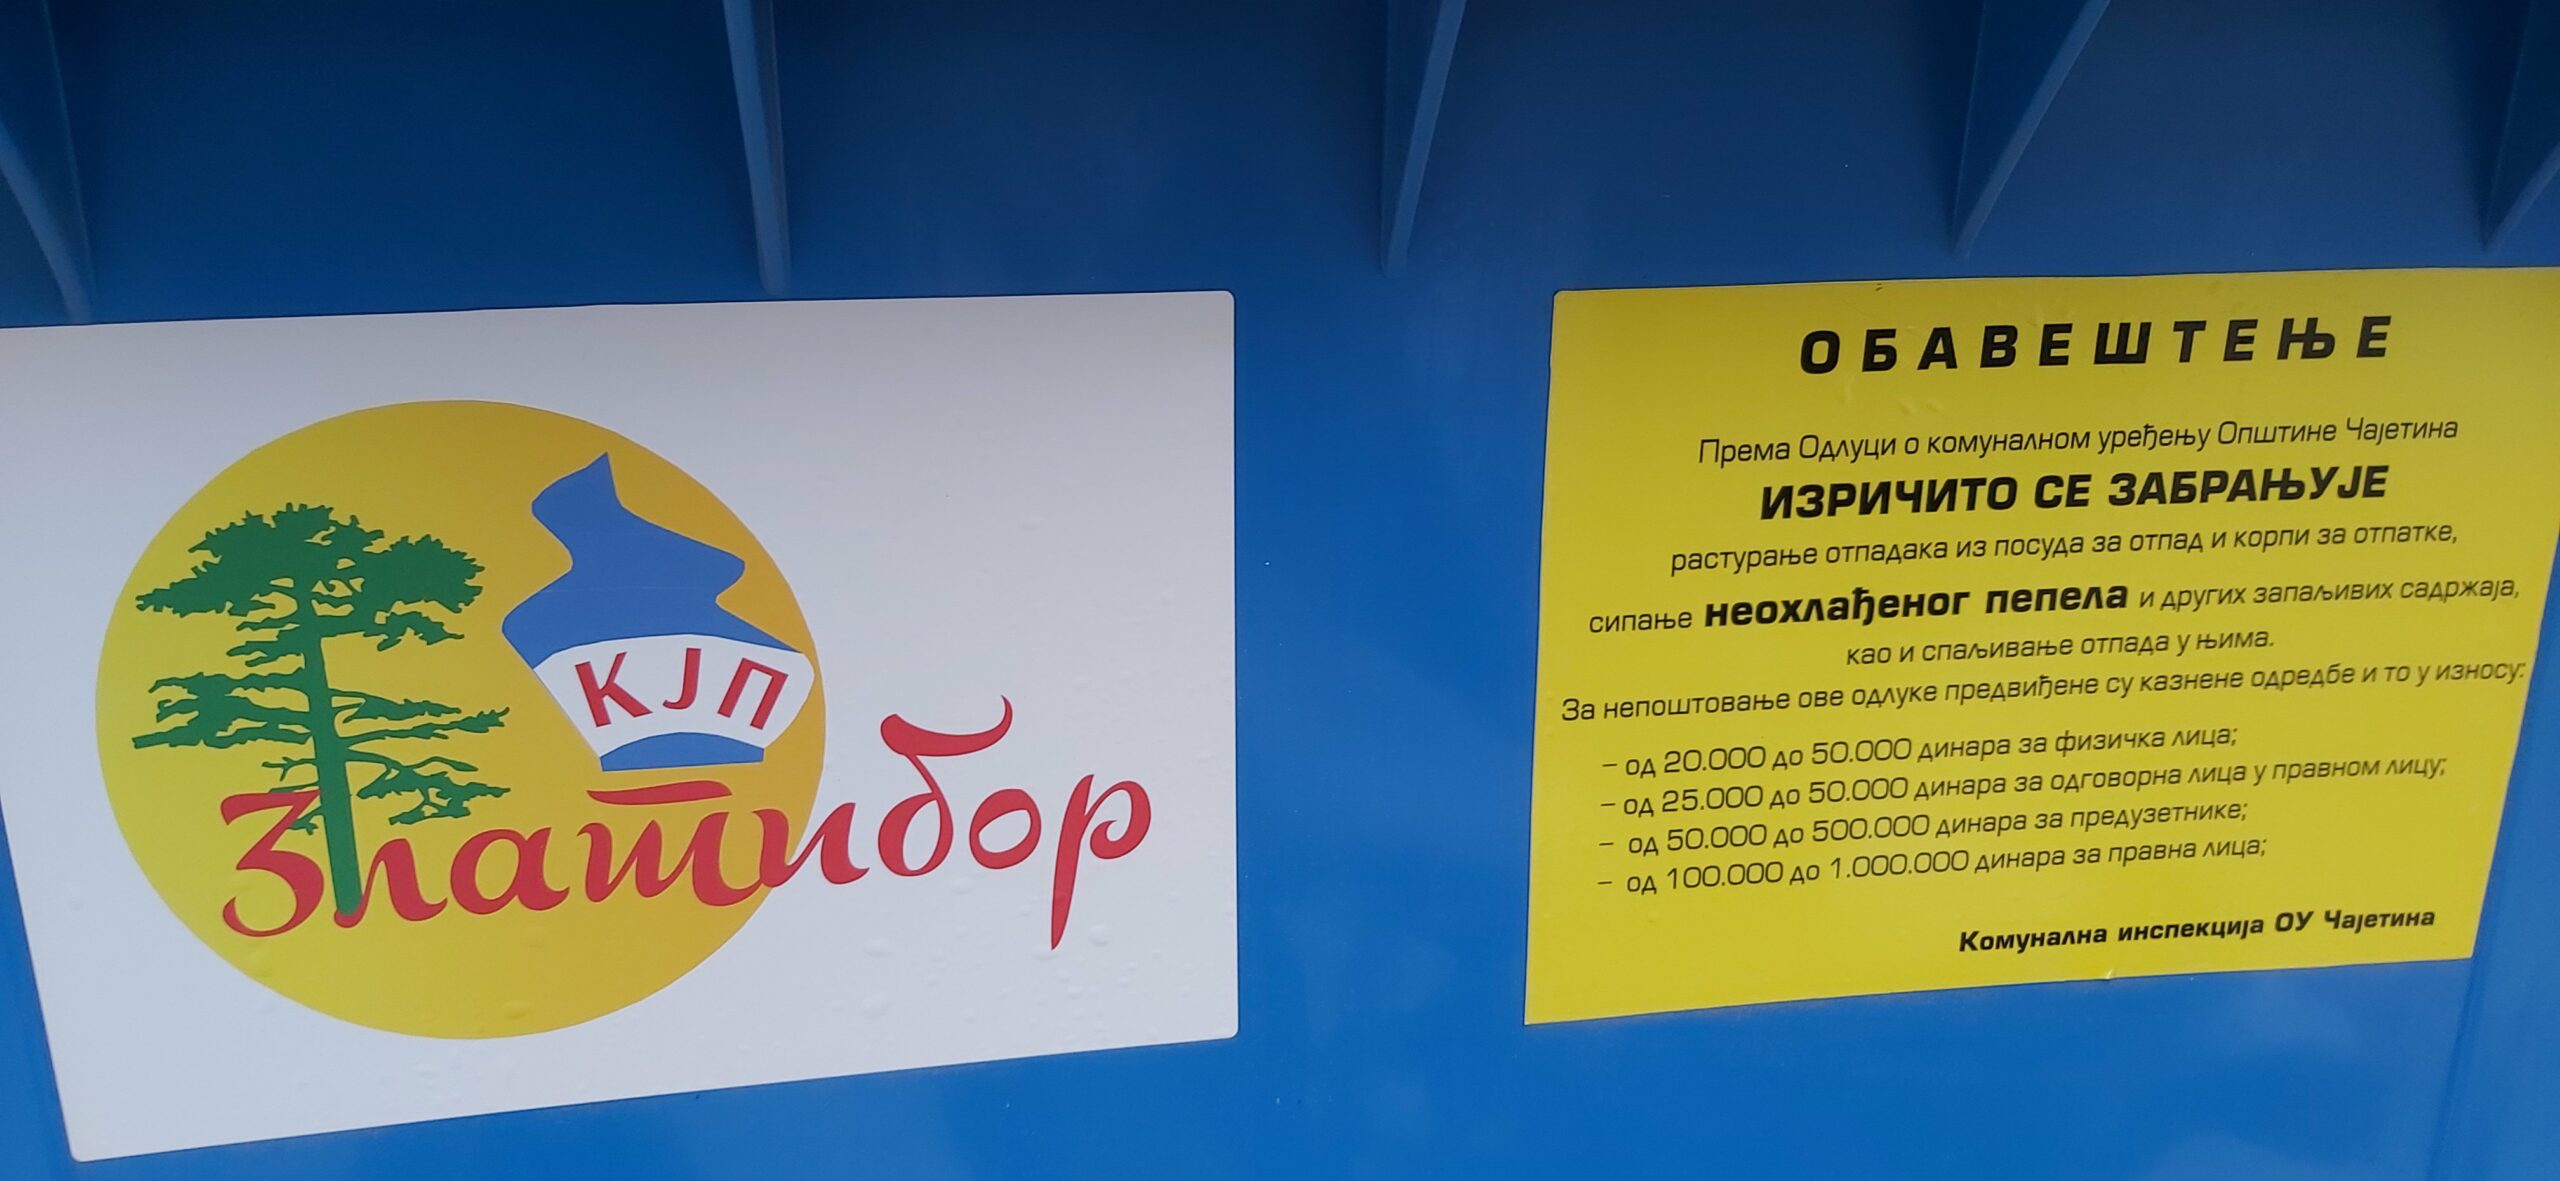 КЈП
Златибор
ОБАВЕШТЕЊЕ
Према Одлуци о комуналном уређењу Општине Чајетина
ИЗРИЧИТО СЕ ЗАБРАЊУЈЕ
растурање отпадака из посуда за отпад и корпи за отпатке,
сипање неохлађеног пепела и других запаљивих садржаја,
као и спаљивање отпада у њима.
За непоштовање ове одлуке предвиђене су казнене одредбе и то у износу:
– од 20.000 до 50.000 динара за физичка лица;
– од 25.000 до 50.000 динара за одговорна лица у правном лицу;
– од 50.000 до 500.000 динара за предузетнике;
– од 100.000 до 1.000.000 динара за правна лица;
Комунална инспекција ОУ Чајетина